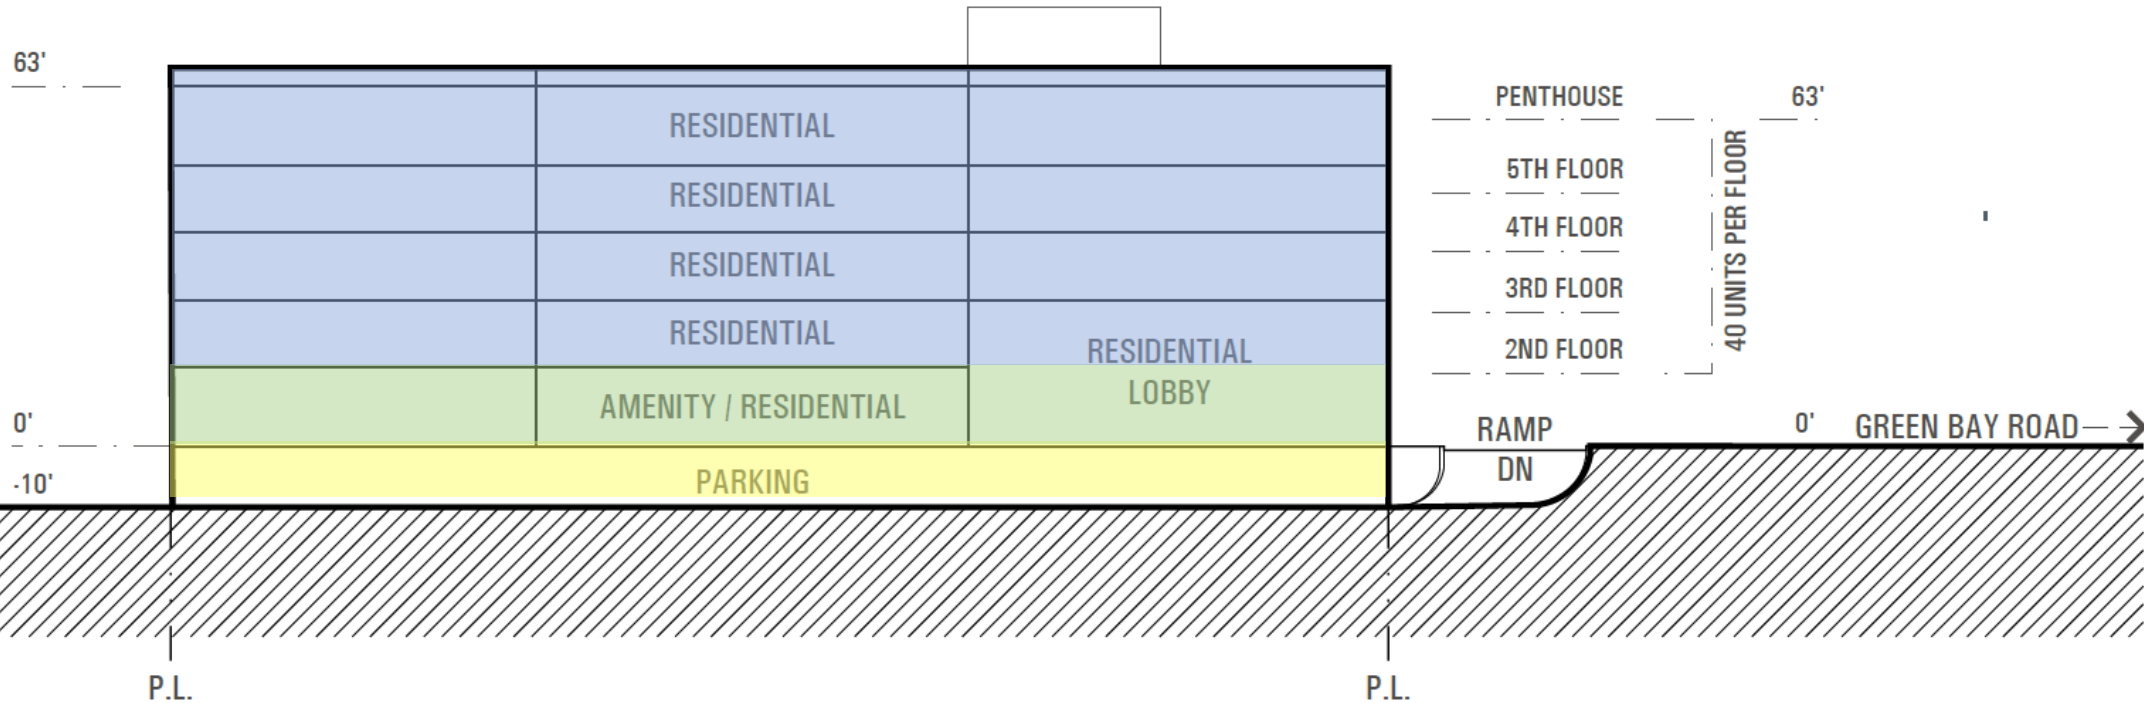 63'
RESIDENTIAL
RESIDENTIAL
RESIDENTIAL
RESIDENTIAL
RESIDENTIAL
LOBBY
AMENITY / RESIDENTIAL
0'
-10'
PARKING
PENTHOUSE
63'
5TH FLOOR
4TH FLOOR
3RD FLOOR
2ND FLOOR
40 UNITS PER FLOOR
RAMP
DN
0'
GREEN BAY ROAD
P.L.
P.L.